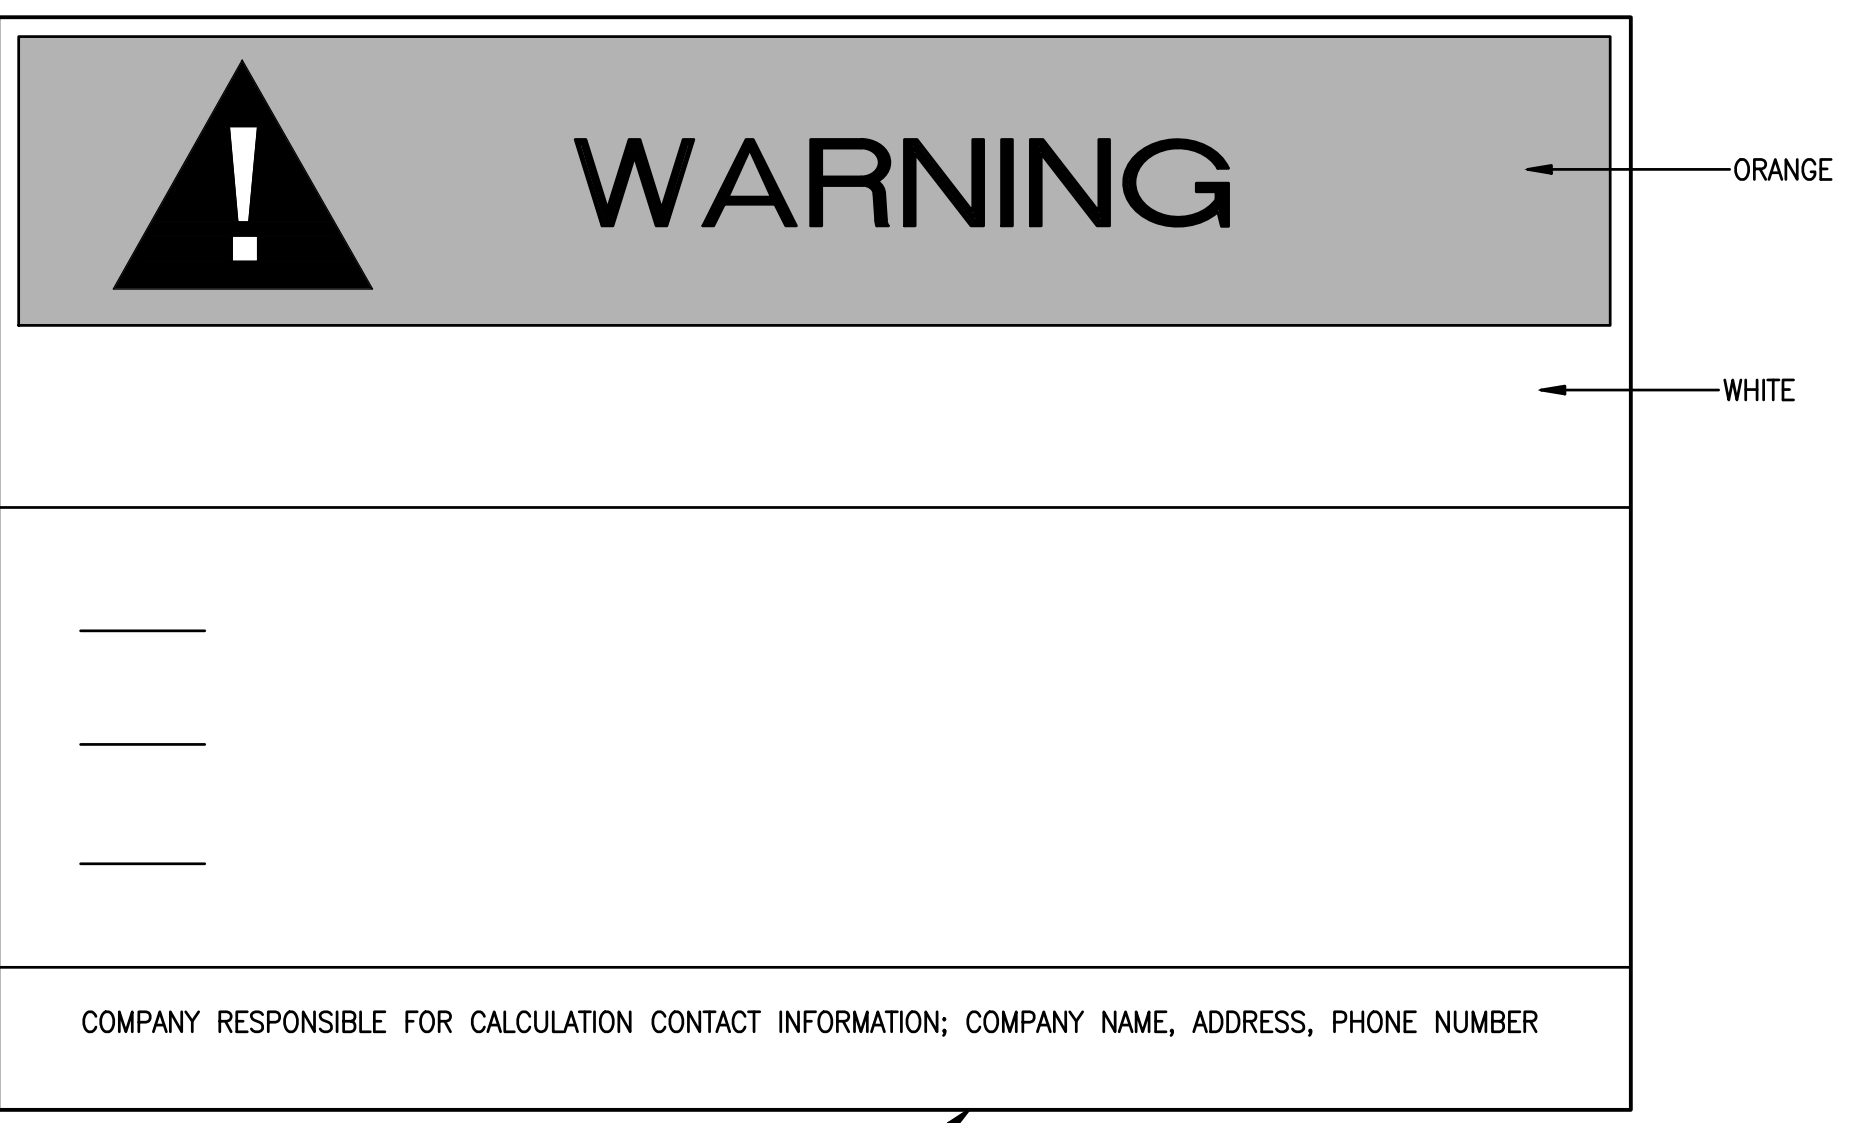 WARNING
ORANGE
WHITE
COMPANY RESPONSIBLE FOR CALCULATION CONTACT INFORMATION; COMPANY NAME, ADDRESS, PHONE NUMBER